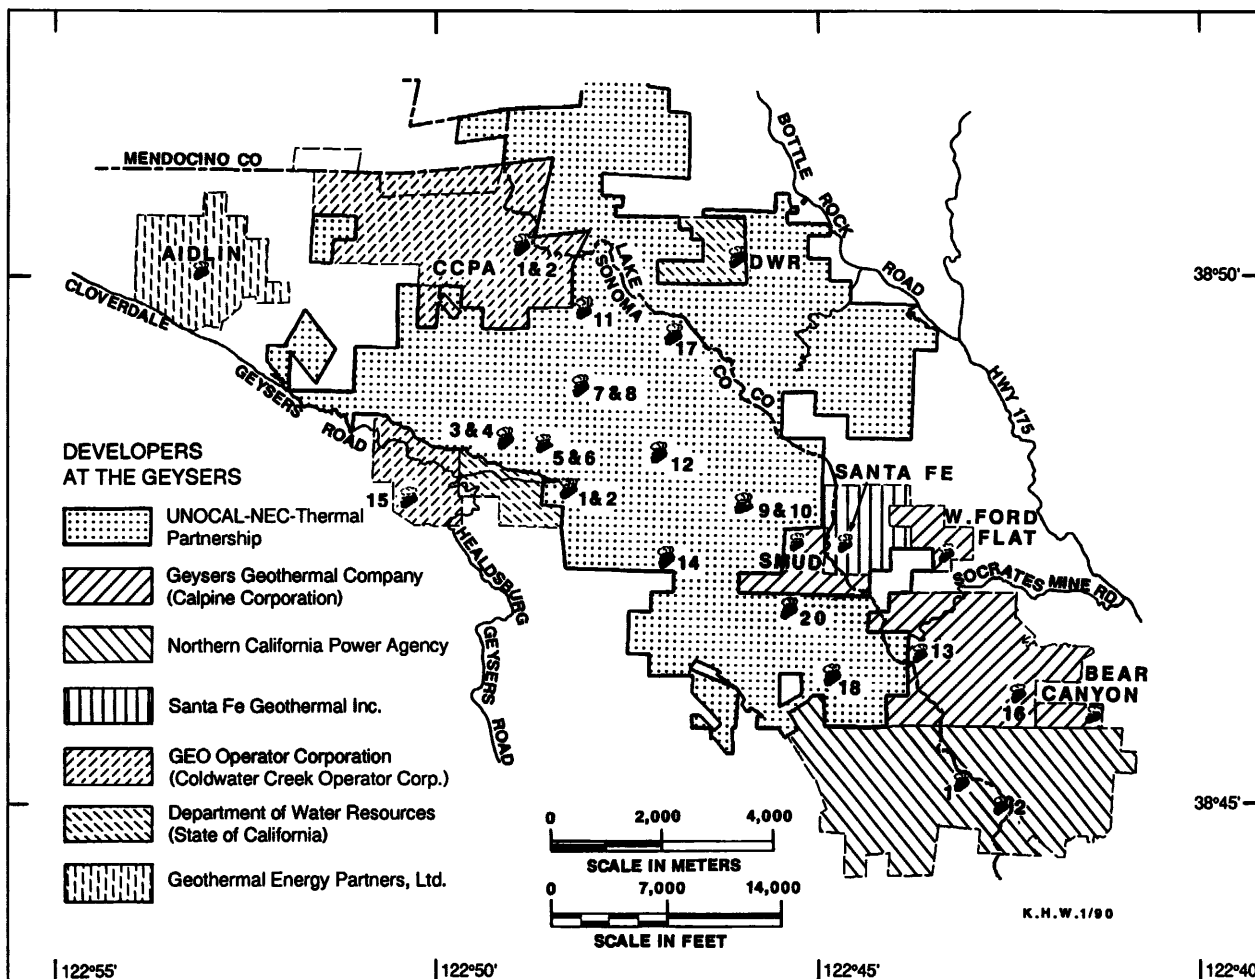 MENDOCINO CO
BOTTLE ROCK ROAD
AIDLIN
CCPA
1 & 2
LAKE CO
SONOMA CO
DWR
38°50'
CLOVERDALE GEYSERS ROAD
11
17
HWY 175
7 & 8
3 & 4
5 & 6
12
SANTA FE
15
1 & 2
9 & 10
W. FORD FLAT
HEALDSBURG GEYSERS ROAD
14
SMUD
SOCRATES MINE RD
20
13
18
BEAR CANYON
16
1
2
38°45'
DEVELOPERS
AT THE GEYSERS
UNOCAL-NEC-Thermal
Partnership
Geysers Geothermal Company
(Calpine Corporation)
Northern California Power Agency
Santa Fe Geothermal Inc.
GEO Operator Corporation
(Coldwater Creek Operator Corp.)
Department of Water Resources
(State of California)
Geothermal Energy Partners, Ltd.
0 2,000 4,000
SCALE IN METERS
0 7,000 14,000
SCALE IN FEET
K.H.W.1/90
122°55' 122°50' 122°45' 122°40'